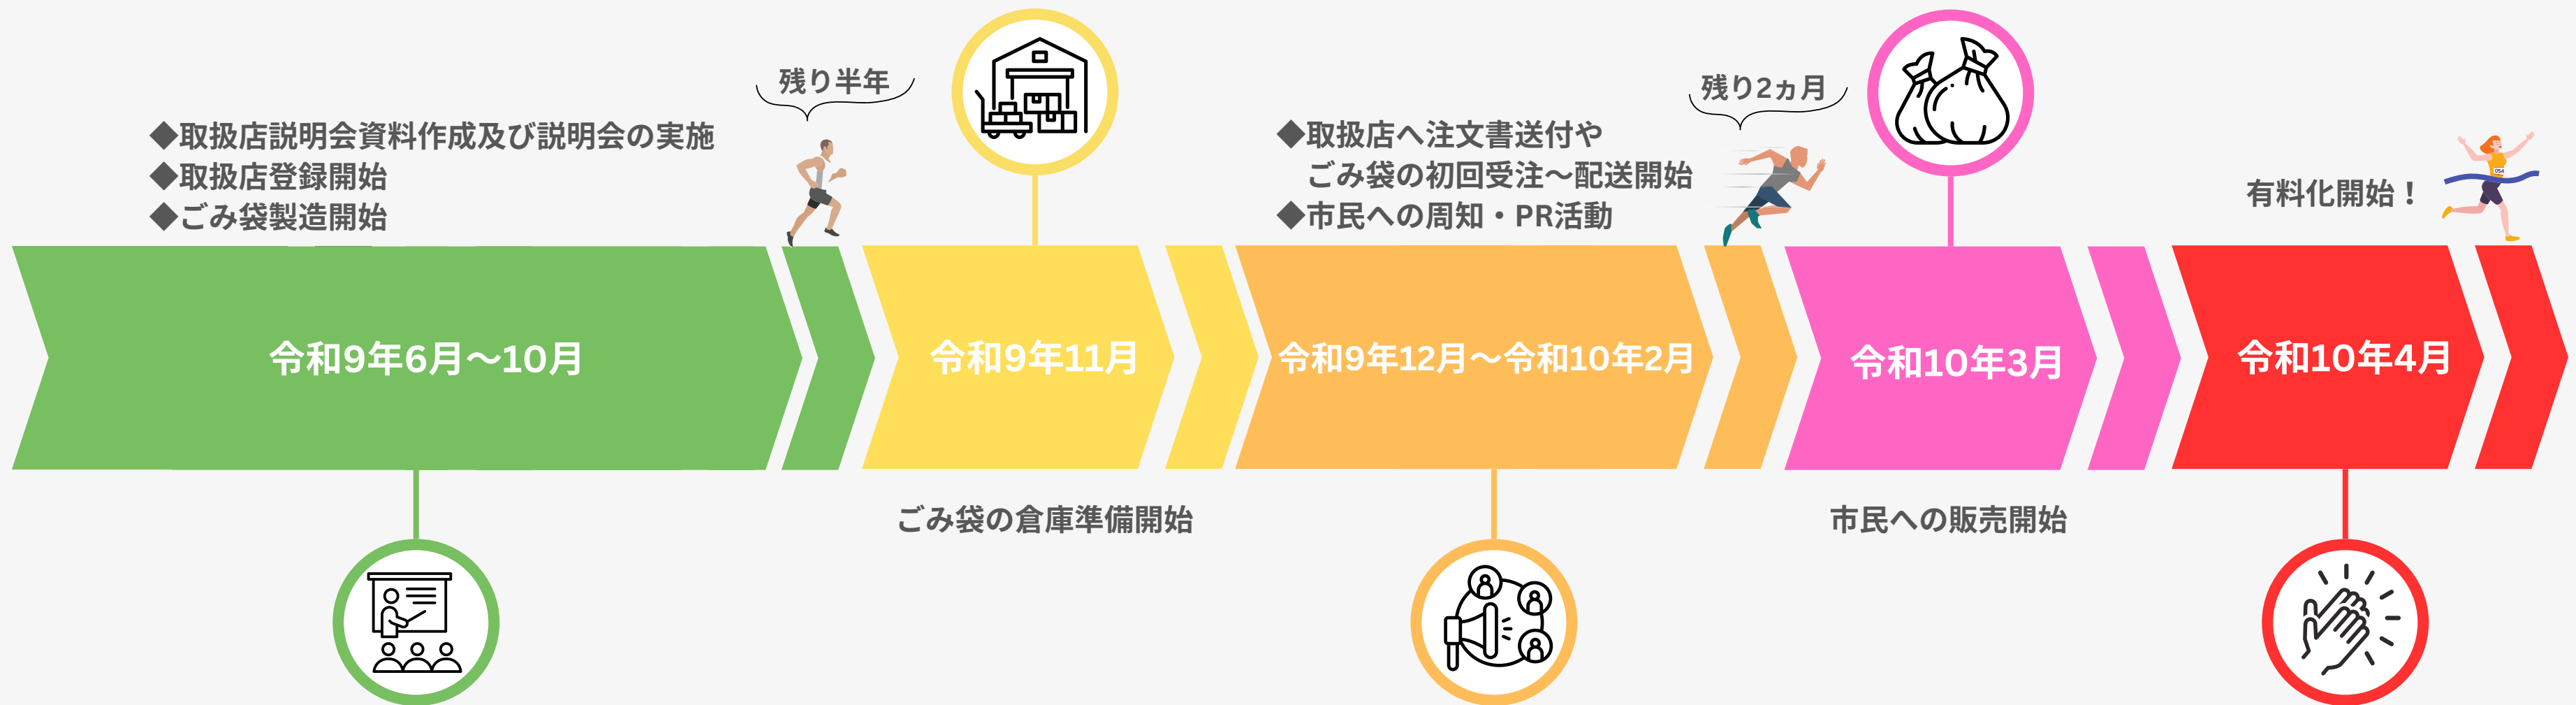 残り半年
◆取扱店説明会資料作成及び説明会の実施
◆取扱店登録開始
◆ごみ袋製造開始
令和9年6月～10月
令和9年11月
ごみ袋の倉庫準備開始
残り2ヵ月
◆取扱店へ注文書送付や
ごみ袋の初回受注～配送開始
◆市民への周知・PR活動
令和9年12月～令和10年2月
令和10年3月
市民への販売開始
有料化開始！
054
令和10年4月